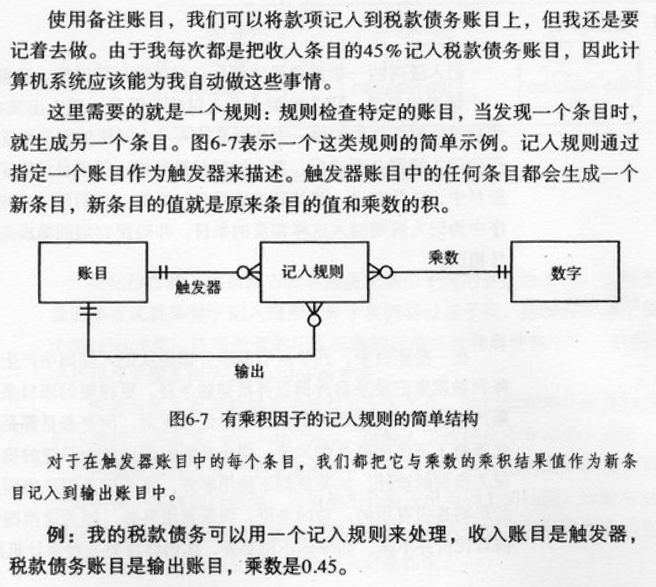 使用备注账目，我们可以将款项记入到税款债务账目上，但我还是要
记着去做。由于我每次都是把收入条目的45%记入税款债务账目，因此计
算机系统应该能为我自动做这些事情。
这里需要的就是一个规则：规则检查特定的账目，当发现一个条目时，
就生成另一个条目。图6-7表示一个这类规则的简单示例。记入规则通过
指定一个账目作为触发器来描述。触发器账目中的任何条目都会生成一个
新条目，新条目的值就是原来条目的值和乘数的积。
账目
触发器
记入规则
乘数
数字
输出
图6-7 有乘积因子的记入规则的简单结构
对于在触发器账目中的每个条目，我们都把它与乘数的乘积结果值作为新条
目记入到输出账目中。
例：我的税款债务可以用一个记入规则来处理，收入账目是触发器，
税款债务账目是输出账目，乘数是0.45。